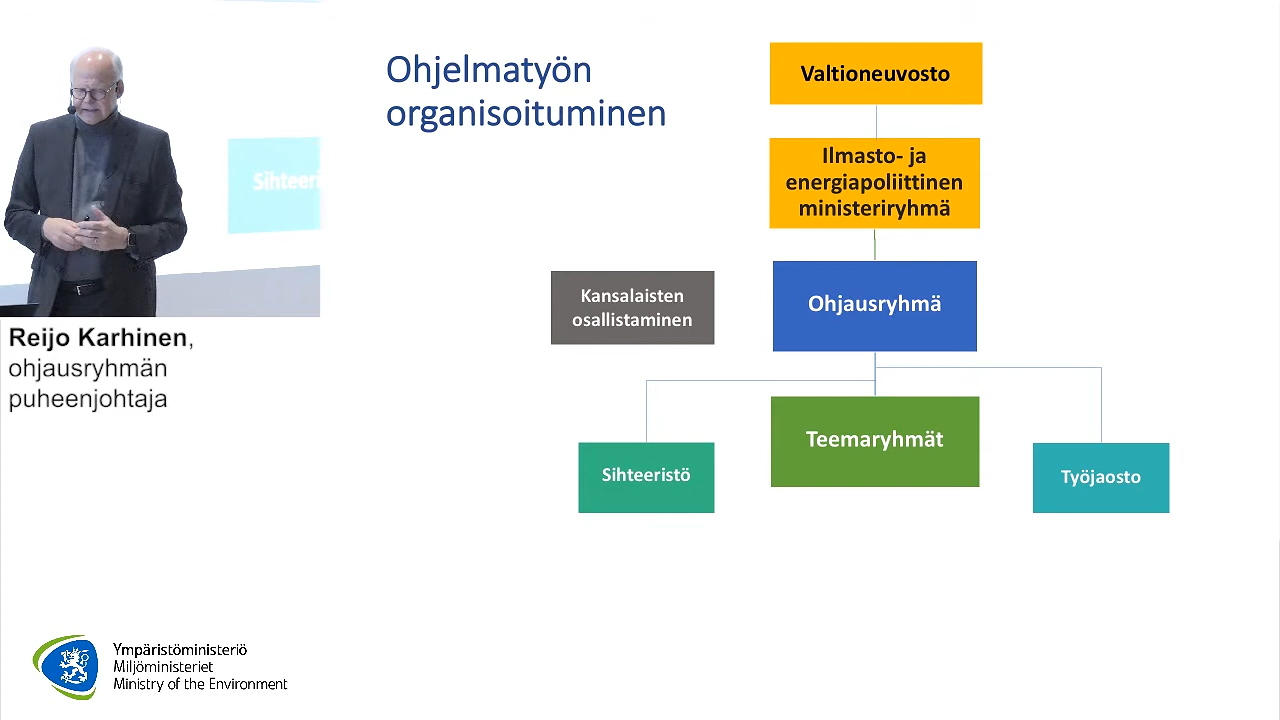 Ohjelmatyön
organisoituminen
Valtioneuvosto
Ilmasto- ja
energiapoliittinen
ministeriryhmä
Kansalaisten
osallistaminen
Ohjausryhmä
Teemaryhmät
Sihteeristö
Työjaosto
Sihteeri
Reijo Karhinen,
ohjausryhmän
puheenjohtaja
Ympäristöministeriö
Miljöministeriet
Ministry of the Environment